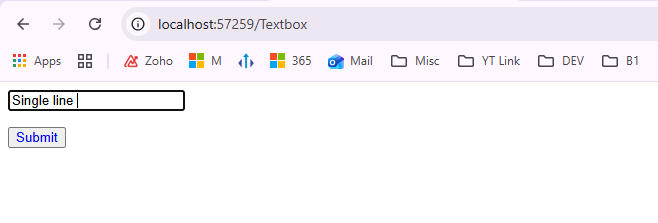 localhost:57259/Textbox
Apps Zoho M 365 Mail Misc YT Link DEV B1
Single line
Submit